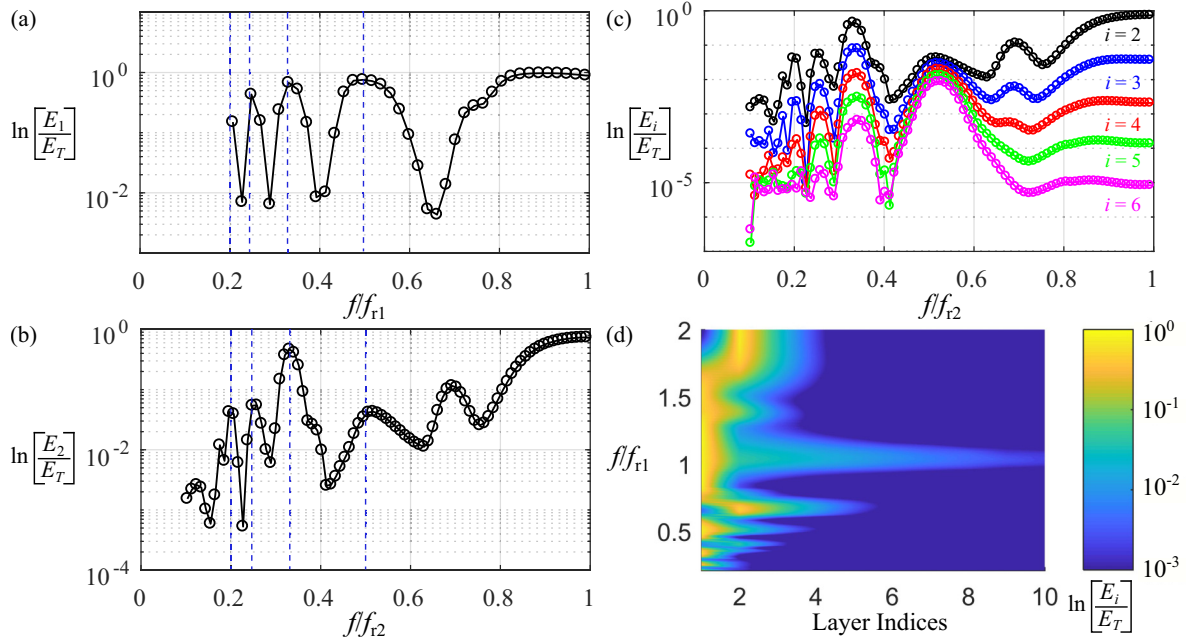 (a)
10^0
10^-2
ln [E_1/E_T]
0 0.2 0.4 0.6 0.8 1
f/f_r1
(b)
10^0
10^-2
10^-4
ln [E_2/E_T]
0 0.2 0.4 0.6 0.8 1
f/f_r2
(c)
10^0
10^-5
ln [E_i/E_T]
i = 2
i = 3
i = 4
i = 5
i = 6
0 0.2 0.4 0.6 0.8 1
f/f_r2
(d)
2
1.5
f/f_r1
1
0.5
2 4 6 8 10
Layer Indices
10^0
10^-1
10^-2
10^-3
ln [E_i/E_T]